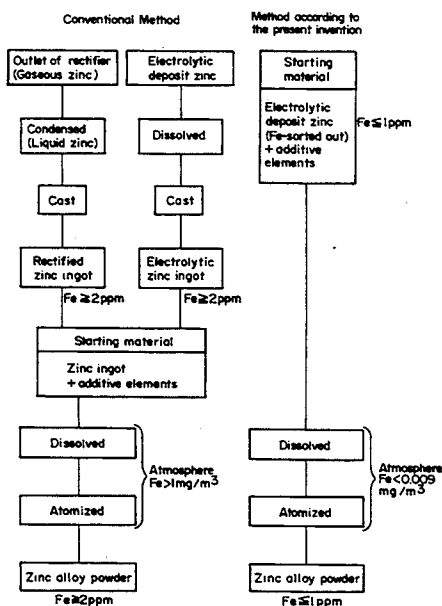 Conventional Method
Method according to
the present invention
Outlet of rectifier
(Gaseous zinc)
Electrolytic
deposit zinc
Starting
material
Electrolytic
deposit zinc
(Fe-sorted out)
+ additive
elements
Fe≦1ppm
Condensed
(Liquid zinc)
Dissolved
Cast
Cast
Rectified
zinc ingot
Electrolytic
zinc ingot
Fe≧2ppm
Fe≧2ppm
Starting material
Zinc ingot
+ additive elements
Dissolved
Atomized
Atmosphere
Fe>1mg/m³
Dissolved
Atomized
Atmosphere
Fe<0.009
mg/m³
Zinc alloy powder
Fe≧2ppm
Zinc alloy powder
Fe≦1ppm